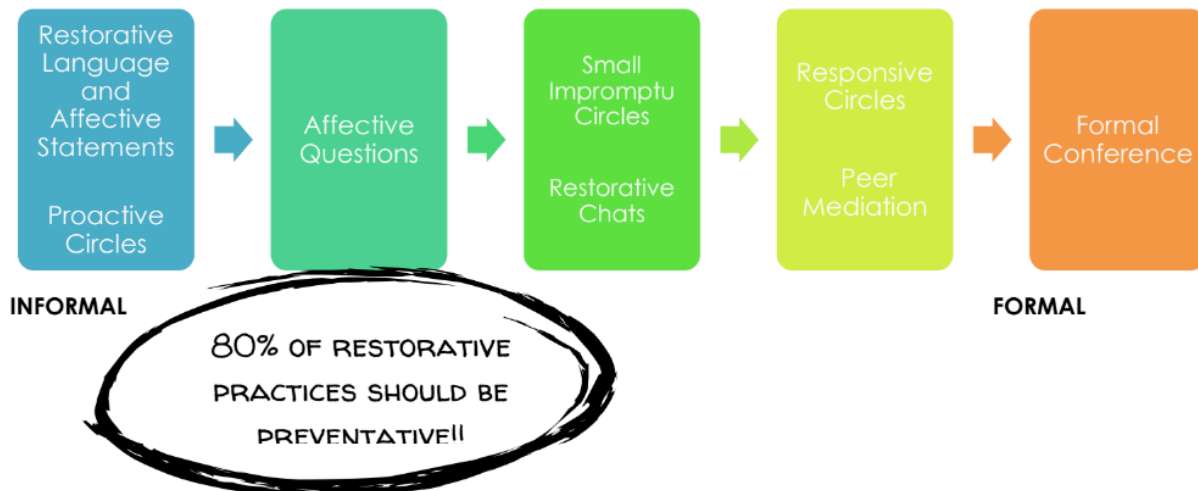 Restorative
Language
and
Affective
Statements
Proactive
Circles
Affective
Questions
Small
Impromptu
Circles
Restorative
Chats
Responsive
Circles
Peer
Mediation
Formal
Conference
INFORMAL
FORMAL
80% OF RESTORATIVE
PRACTICES SHOULD BE
PREVENTATIVE!!